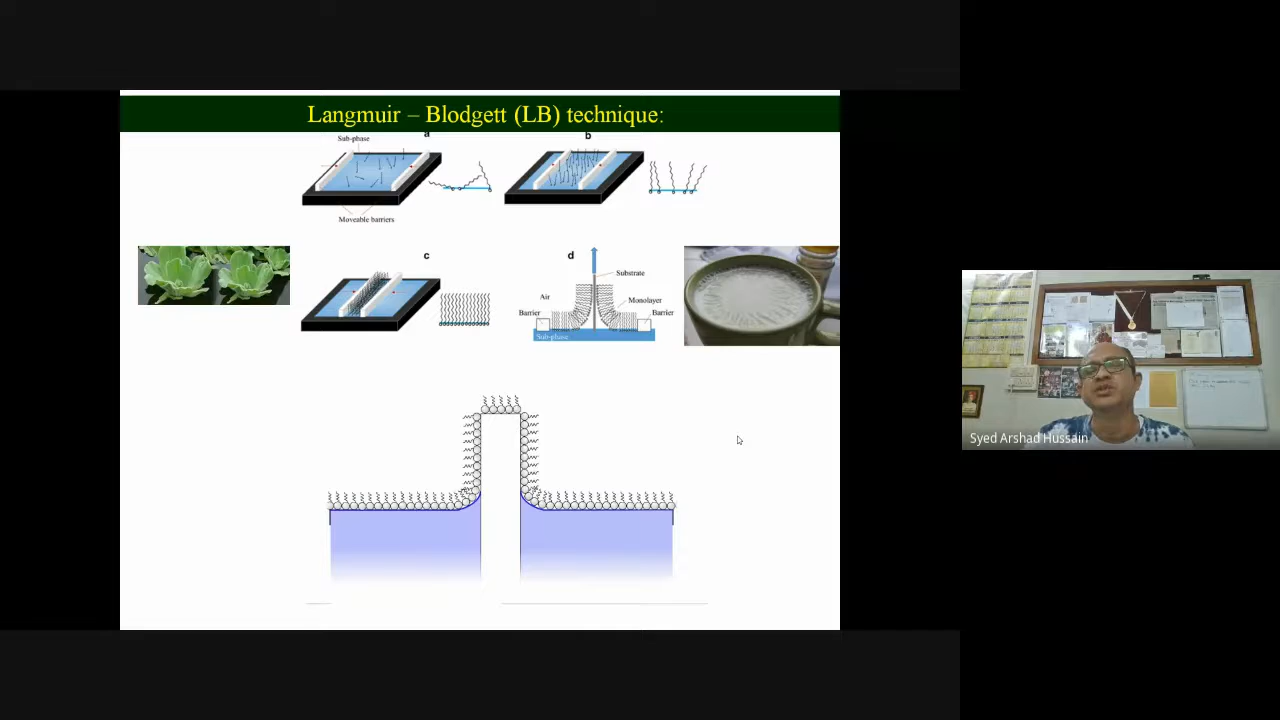 Langmuir – Blodgett (LB) technique:
Sub-phase
a
b
Moveable barriers
c
d
Substrate
Air
Monolayer
Barrier
Barrier
Sub-phase
Syed Arshad Hussain